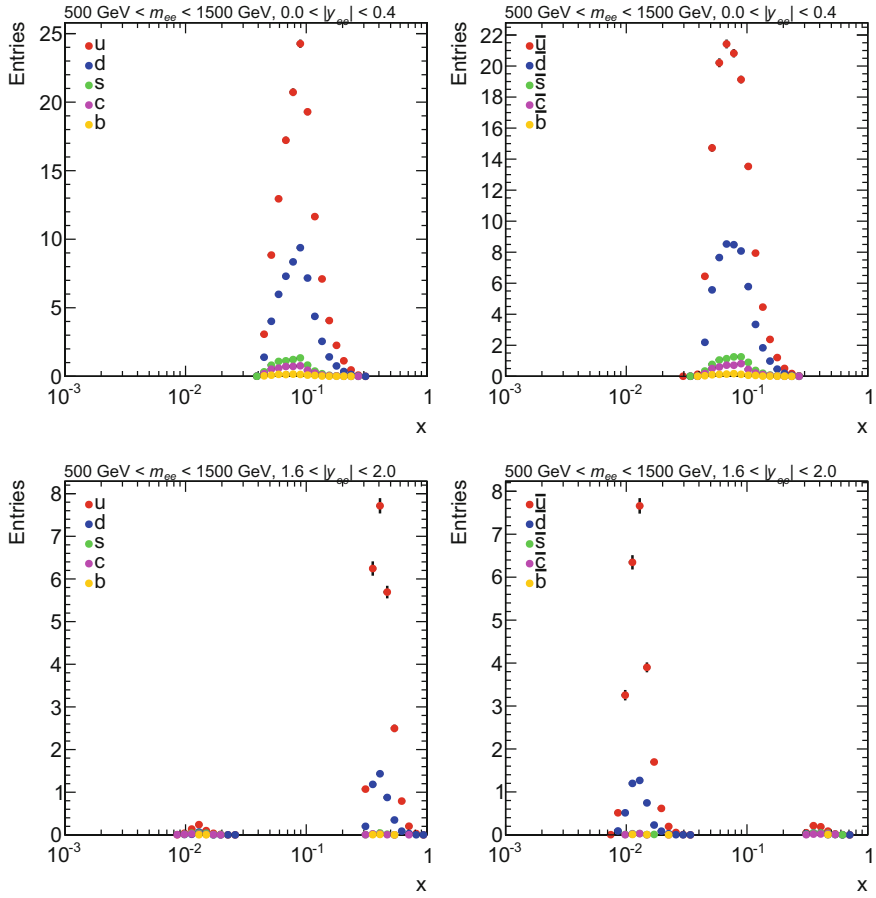 500 GeV < m_ee < 1500 GeV, 0.0 < |y_ee| < 0.4
Entries
25
20
15
10
5
0
u
d
s
c
b
10^-3
10^-2
10^-1
1
x
500 GeV < m_ee < 1500 GeV, 0.0 < |y_ee| < 0.4
Entries
22
20
18
16
14
12
10
8
6
4
2
0
u̅
d̅
s̅
c̅
b̅
10^-3
10^-2
10^-1
1
x
500 GeV < m_ee < 1500 GeV, 1.6 < |y_ee| < 2.0
Entries
8
7
6
5
4
3
2
1
0
u
d
s
c
b
10^-3
10^-2
10^-1
1
x
500 GeV < m_ee < 1500 GeV, 1.6 < |y_ee| < 2.0
Entries
8
7
6
5
4
3
2
1
0
u̅
d̅
s̅
c̅
b̅
10^-3
10^-2
10^-1
1
x